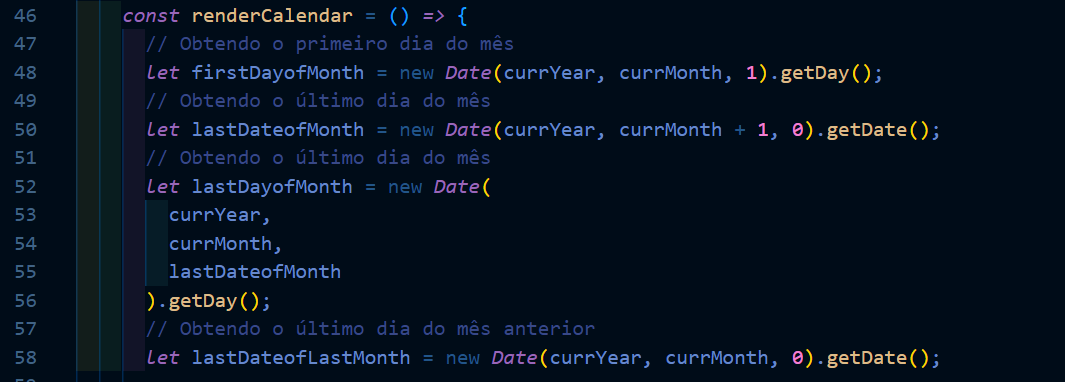 46 const renderCalendar = () => {
47 // Obtendo o primeiro dia do mês
48 let firstDayofMonth = new Date(currYear, currMonth, 1).getDay();
49 // Obtendo o último dia do mês
50 let lastDateofMonth = new Date(currYear, currMonth + 1, 0).getDate();
51 // Obtendo o último dia do mês
52 let lastDayofMonth = new Date(
53 currYear,
54 currMonth,
55 lastDateofMonth
56 ).getDay();
57 // Obtendo o último dia do mês anterior
58 let lastDateofLastMonth = new Date(currYear, currMonth, 0).getDate();